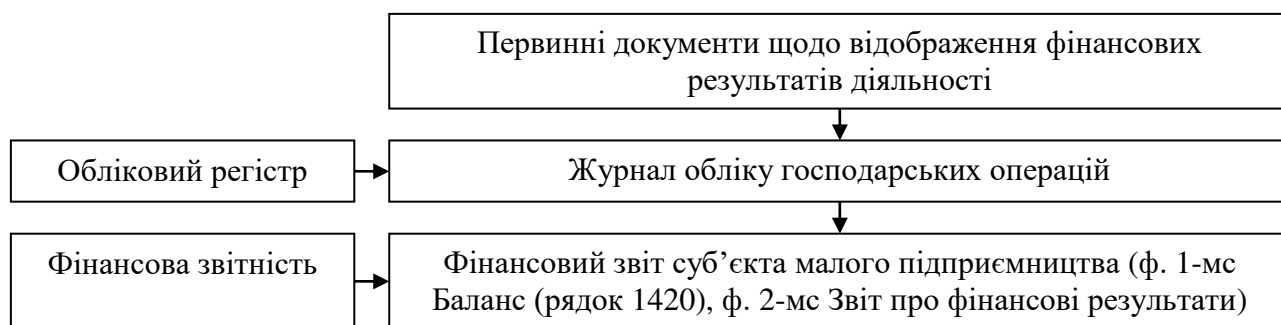 Первинні документи щодо відображення фінансових
результатів діяльності
Обліковий регістр
Журнал обліку господарських операцій
Фінансова звітність
Фінансовий звіт суб’єкта малого підприємництва (ф. 1-мс
Баланс (рядок 1420), ф. 2-мс Звіт про фінансові результати)